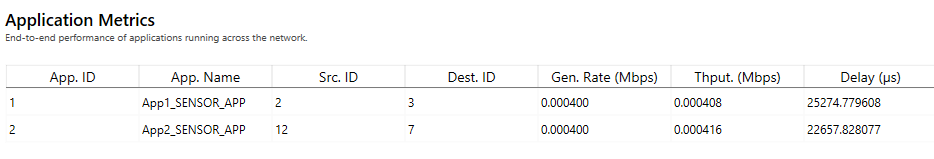 Application Metrics
End-to-end performance of applications running across the network.
App. ID App. Name Src. ID Dest. ID Gen. Rate (Mbps) Thput. (Mbps) Delay (μs)
1 App1_SENSOR_APP 2 3 0.000400 0.000408 25274.779608
2 App2_SENSOR_APP 12 7 0.000400 0.000416 22657.828077